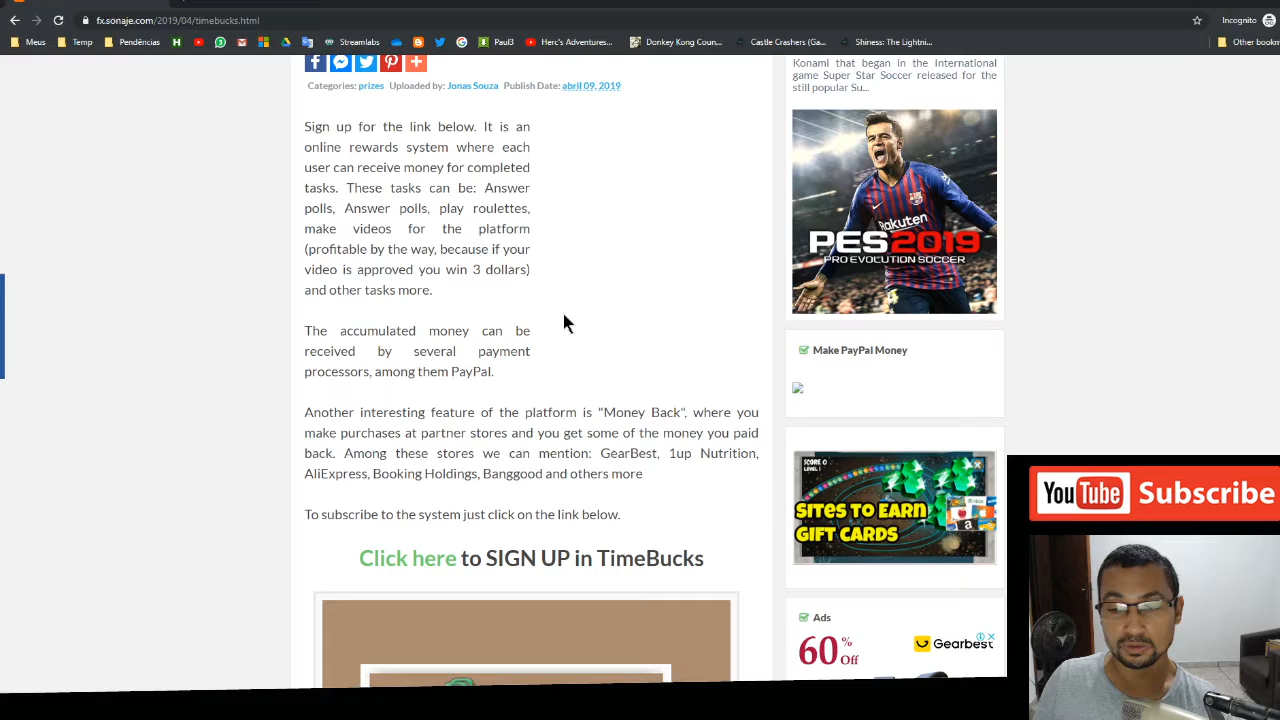 fx.sonaje.com/2019/04/timebucks.html
Incognito
Meus
Temp
Pendências
Streamlabs
Paul3
Herc's Adventures...
Donkey Kong Coun...
Castle Crashers (Ga...
Shiness: The Lightni...
Other bookm
Categories: prizes Uploaded by: Jonas Souza Publish Date: abril 09, 2019
Sign up for the link below. It is an
online rewards system where each
user can receive money for completed
tasks. These tasks can be: Answer
polls, Answer polls, play roulettes,
make videos for the platform
(profitable by the way, because if your
video is approved you win 3 dollars)
and other tasks more.
The accumulated money can be
received by several payment
processors, among them PayPal.
Another interesting feature of the platform is "Money Back", where you
make purchases at partner stores and you get some of the money you paid
back. Among these stores we can mention: GearBest, 1up Nutrition,
AliExpress, Booking Holdings, Banggood and others more
To subscribe to the system just click on the link below.
Click here to SIGN UP in TimeBucks
Konami that began in the International
game Super Star Soccer released for the
still popular Su...
Rakuten
PES2019
PRO EVOLUTION SOCCER
Make PayPal Money
SCORE 0
LEVEL 1
SITES TO EARN
GIFT CARDS
Ads
60% Off
Gearbest
YouTube Subscribe